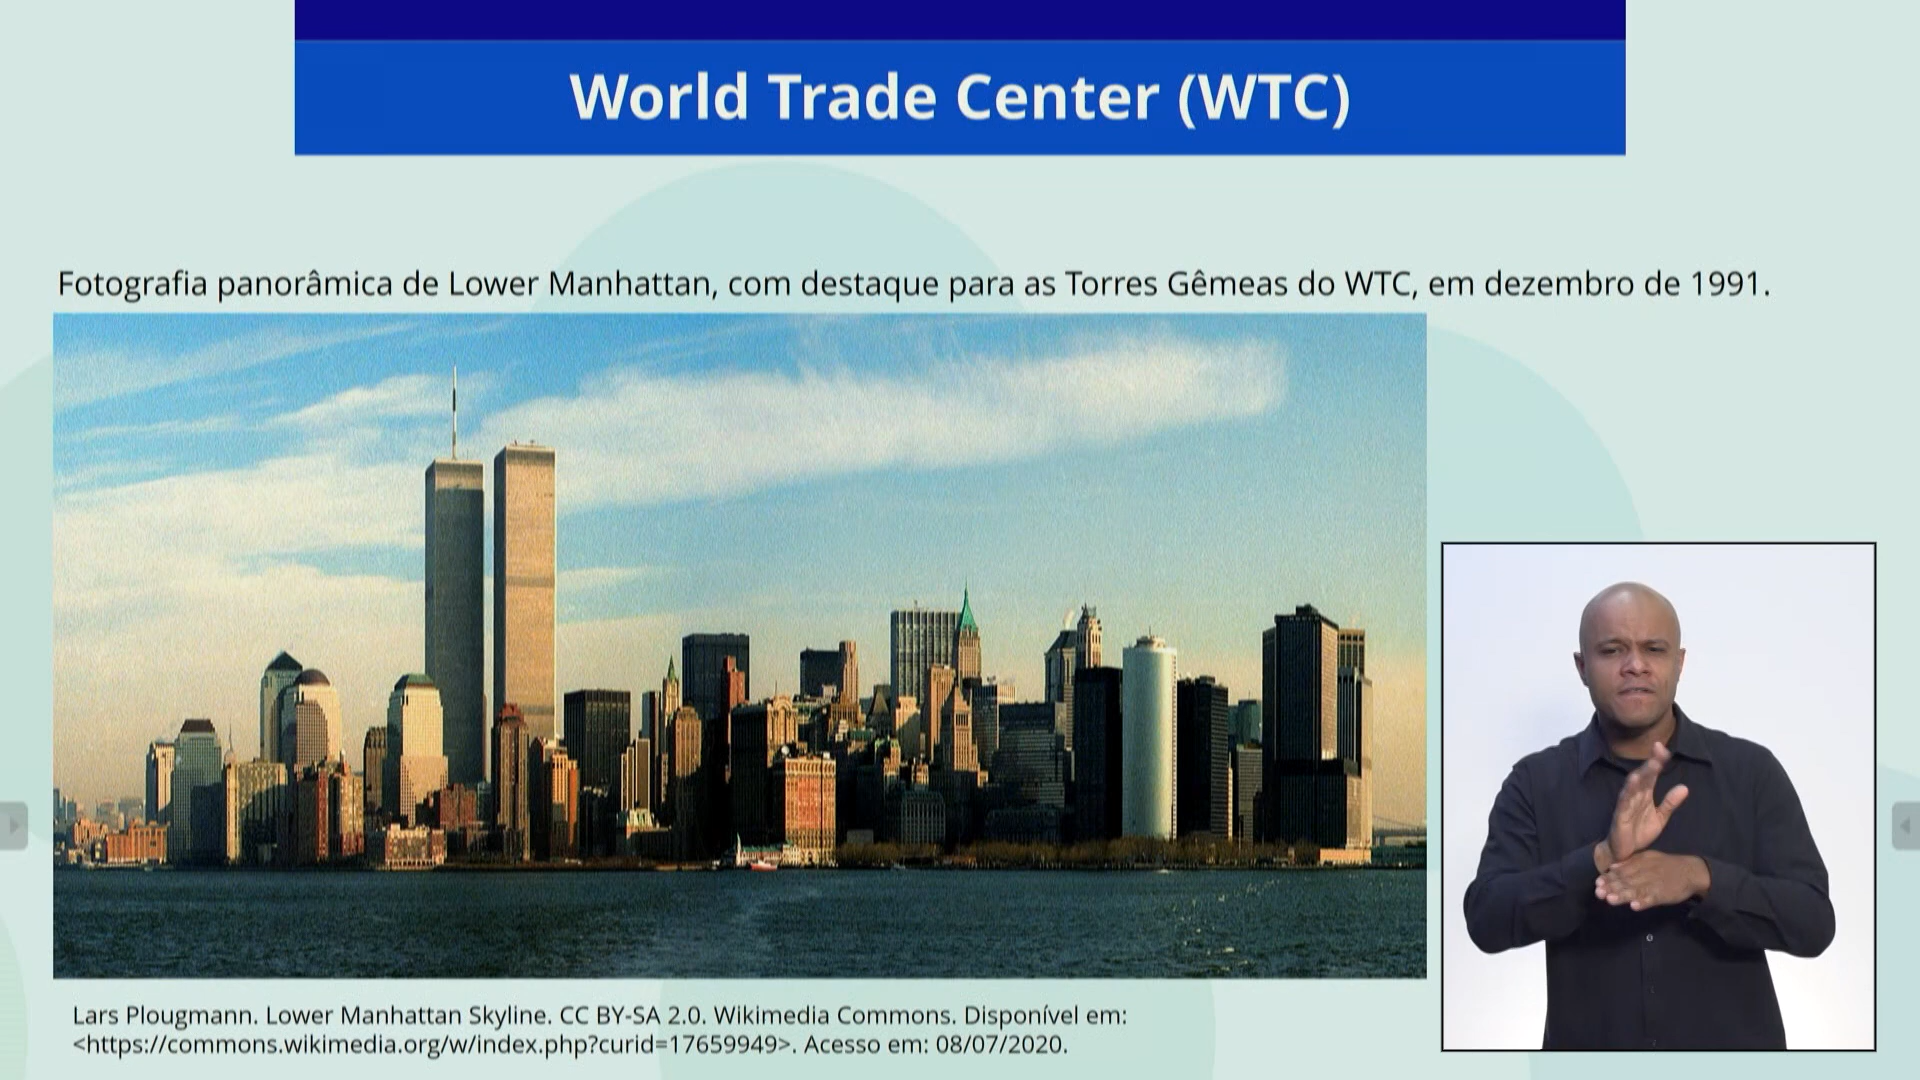 World Trade Center (WTC)
Fotografia panorâmica de Lower Manhattan, com destaque para as Torres Gêmeas do WTC, em dezembro de 1991.
Lars Plougmann. Lower Manhattan Skyline. CC BY-SA 2.0. Wikimedia Commons. Disponível em:
<https://commons.wikimedia.org/w/index.php?curid=17659949>. Acesso em: 08/07/2020.